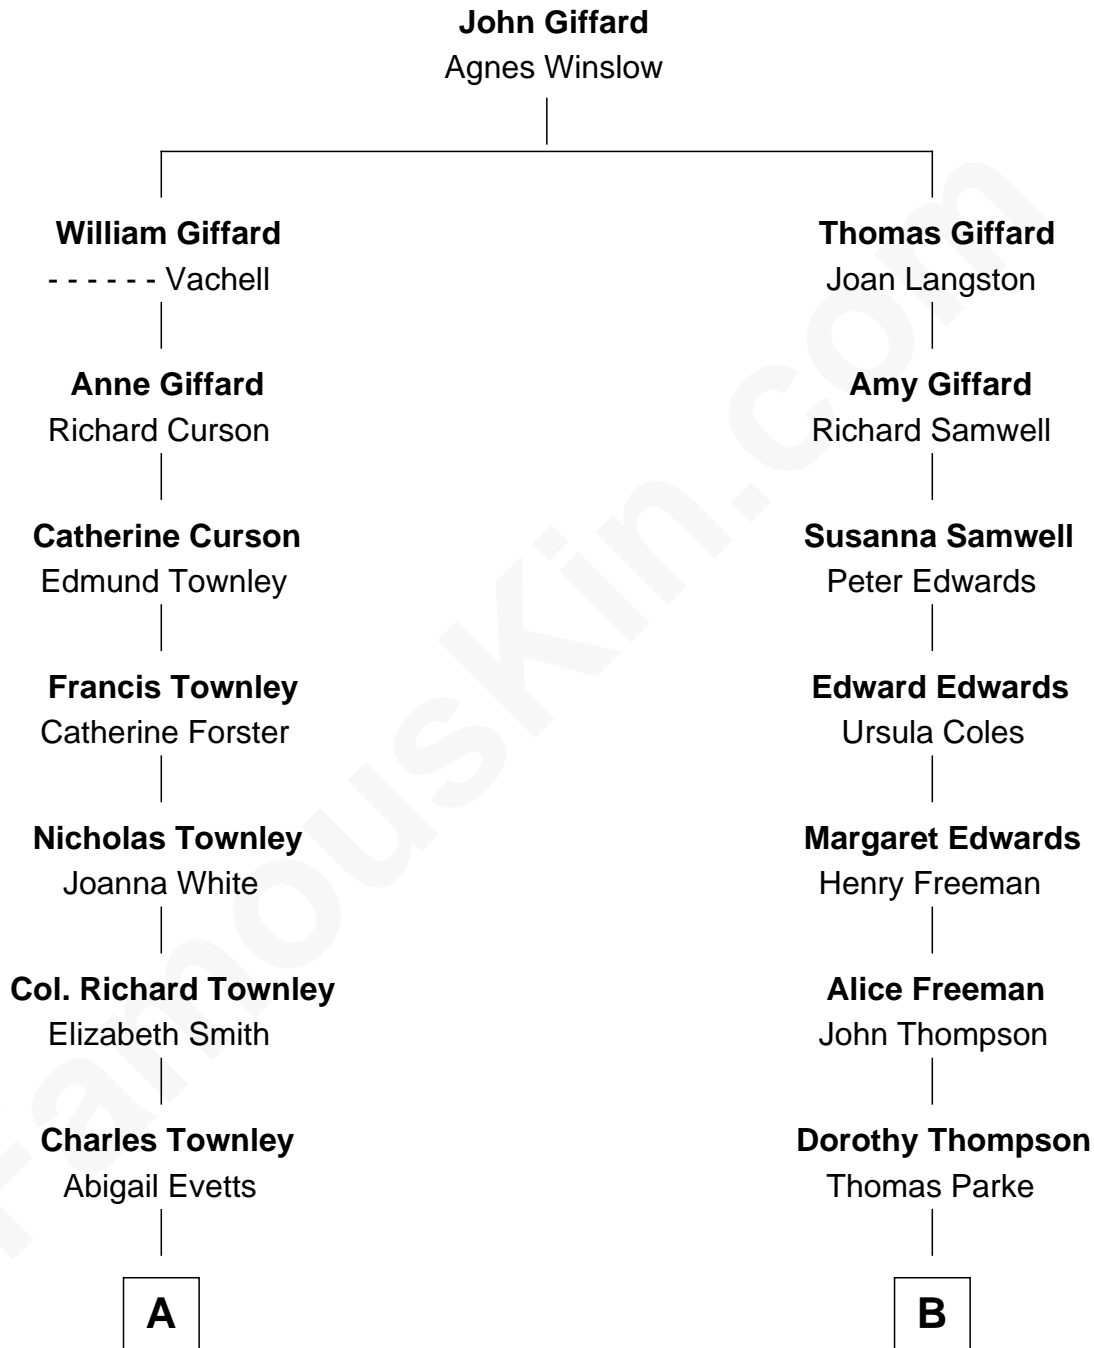 John Giffard
Agnes Winslow
William Giffard
- - - - - - Vachell
Anne Giffard
Richard Curson
Catherine Curson
Edmund Townley
Francis Townley
Catherine Forster
Nicholas Townley
Joanna White
Col. Richard Townley
Elizabeth Smith
Charles Townley
Abigail Evetts
A
Thomas Giffard
Joan Langston
Amy Giffard
Richard Samwell
Susanna Samwell
Peter Edwards
Edward Edwards
Ursula Coles
Margaret Edwards
Henry Freeman
Alice Freeman
John Thompson
Dorothy Thompson
Thomas Parke
B
FamousKin.com